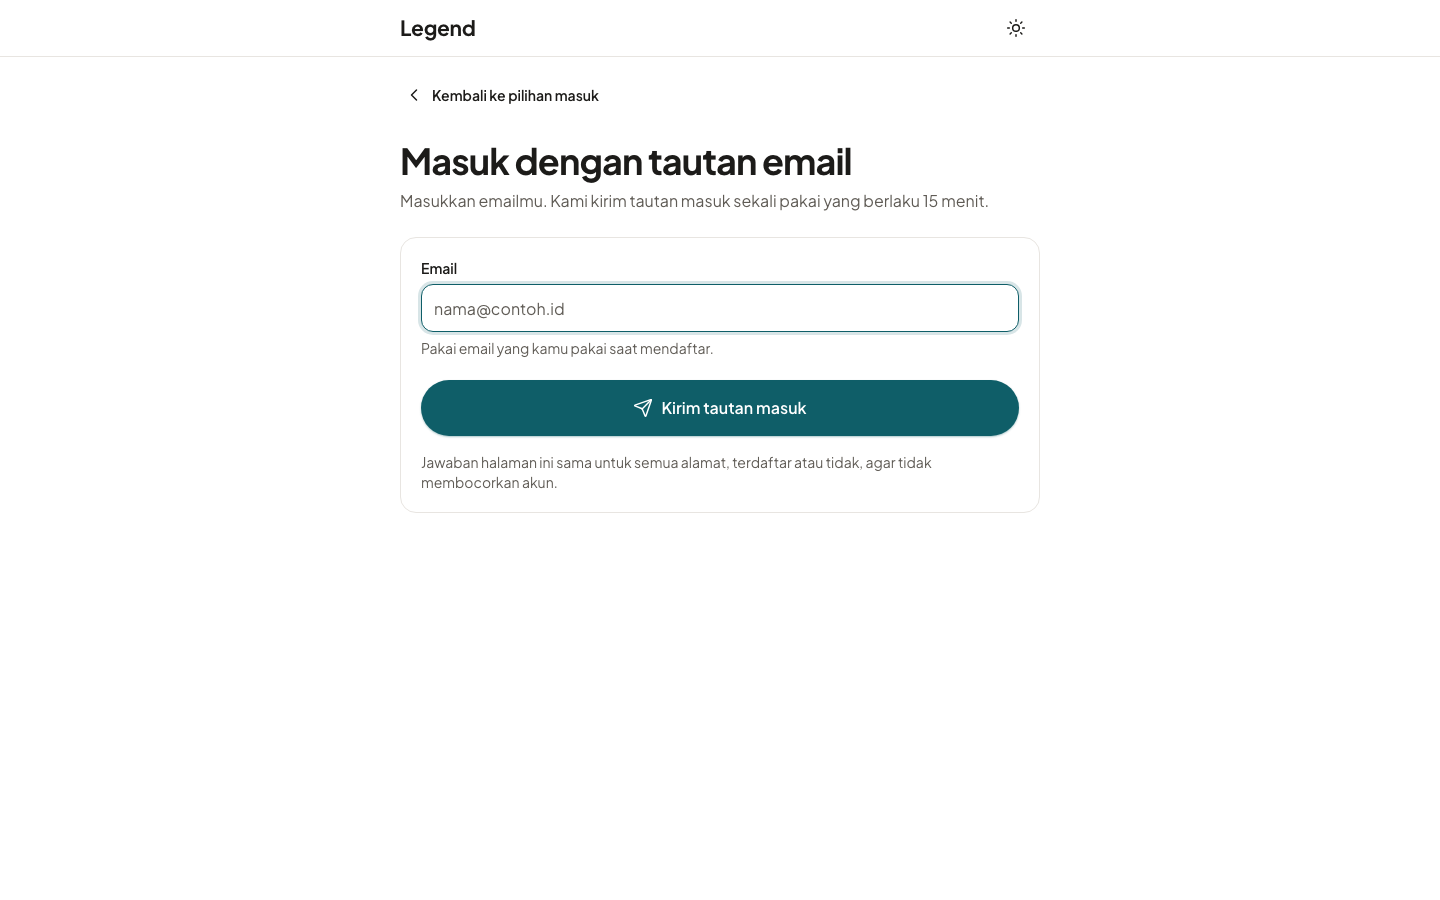 Legend
Kembali ke pilihan masuk
Masuk dengan tautan email
Masukkan emailmu. Kami kirim tautan masuk sekali pakai yang berlaku 15 menit.
Email
nama@contoh.id
Pakai email yang kamu pakai saat mendaftar.
Kirim tautan masuk
Jawaban halaman ini sama untuk semua alamat, terdaftar atau tidak, agar tidak
membocorkan akun.